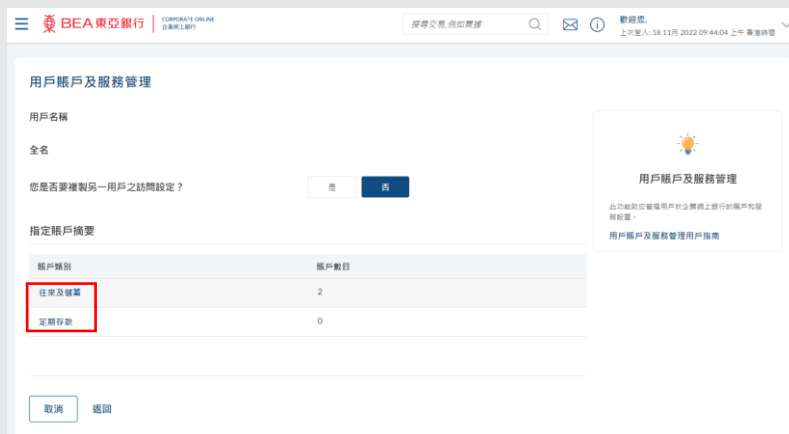 BEA東亞銀行
CORPORATE ONLINE
企業網上銀行
搜尋交易,例如票據
歡迎您,
上次登入: 18 11月 2022 09:44:04 上午 香港時間
用戶賬戶及服務管理
用戶名稱
全名
您是否要複製另一用戶之訪問設定？
是
否
指定賬戶摘要
賬戶類別
賬戶數目
往來及儲蓄
2
定期存款
0
取消
返回
用戶賬戶及服務管理
此功能助您管理用戶於企業網上銀行的賬戶和服
務設置。
用戶賬戶及服務管理用戶指南